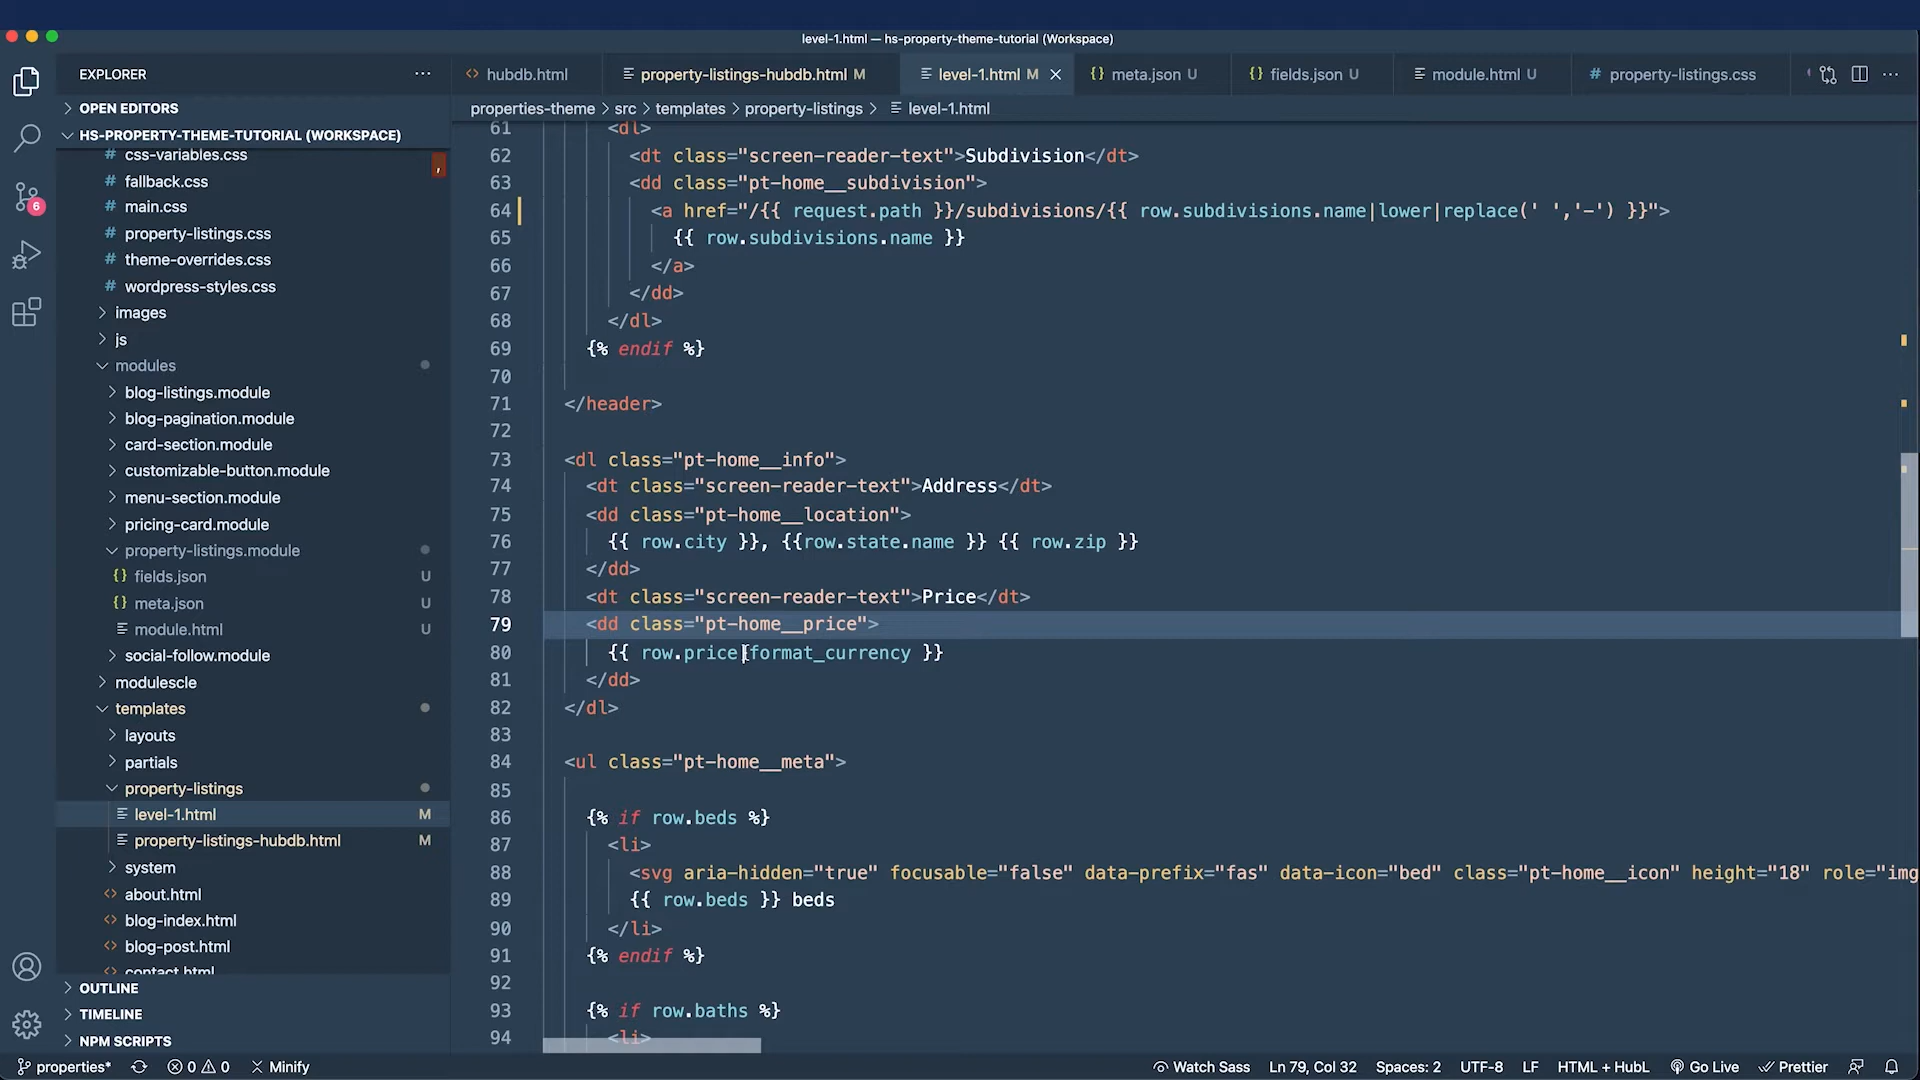 level-1.html — hs-property-theme-tutorial (Workspace)
EXPLORER
OPEN EDITORS
HS-PROPERTY-THEME-TUTORIAL (WORKSPACE)
# css-variables.css
# fallback.css
# main.css
# property-listings.css
# theme-overrides.css
# wordpress-styles.css
images
js
modules
blog-listings.module
blog-pagination.module
card-section.module
customizable-button.module
menu-section.module
pricing-card.module
property-listings.module
{} fields.json U
{} meta.json U
module.html U
social-follow.module
modulescle
templates
layouts
partials
property-listings
level-1.html M
property-listings-hubdb.html M
system
<> about.html
<> blog-index.html
<> blog-post.html
<> contact.html
OUTLINE
TIMELINE
NPM SCRIPTS
6
<> hubdb.html
property-listings-hubdb.html M
level-1.html M
{} meta.json U
{} fields.json U
module.html U
# property-listings.css
properties-theme > src > templates > property-listings > level-1.html
61 <dl>
62 <dt class="screen-reader-text">Subdivision</dt>
63 <dd class="pt-home__subdivision">
64 <a href="/{{ request.path }}/subdivisions/{{ row.subdivisions.name|lower|replace(' ','-') }}">
65 {{ row.subdivisions.name }}
66 </a>
67 </dd>
68 </dl>
69 {% endif %}
70
71 </header>
72
73 <dl class="pt-home__info">
74 <dt class="screen-reader-text">Address</dt>
75 <dd class="pt-home__location">
76 {{ row.city }}, {{row.state.name }} {{ row.zip }}
77 </dd>
78 <dt class="screen-reader-text">Price</dt>
79 <dd class="pt-home__price">
80 {{ row.price|format_currency }}
81 </dd>
82 </dl>
83
84 <ul class="pt-home__meta">
85
86 {% if row.beds %}
87 <li>
88 <svg aria-hidden="true" focusable="false" data-prefix="fas" data-icon="bed" class="pt-home__icon" height="18" role="img
89 {{ row.beds }} beds
90 </li>
91 {% endif %}
92
93 {% if row.baths %}
94 <li>
properties* 0 0 Minify
Watch Sass Ln 79, Col 32 Spaces: 2 UTF-8 LF HTML + HubL Go Live Prettier